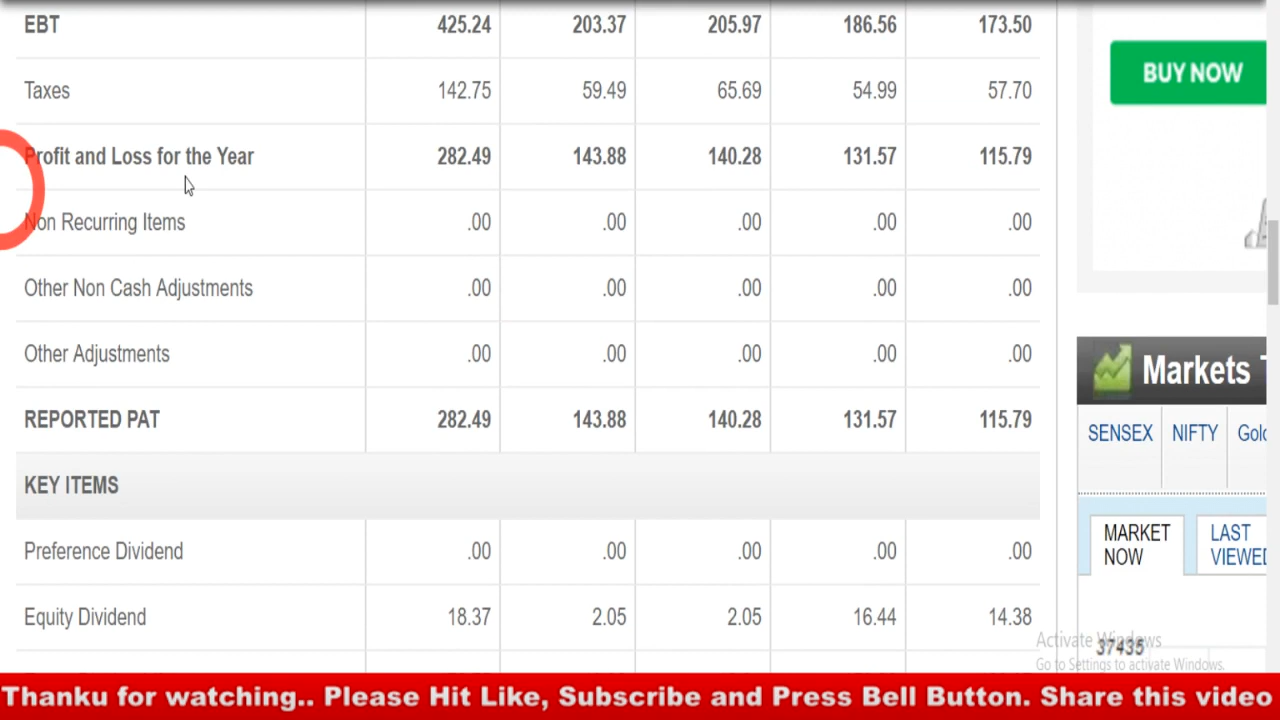 EBT 425.24 203.37 205.97 186.56 173.50
BUY NOW
Taxes 142.75 59.49 65.69 54.99 57.70
Profit and Loss for the Year 282.49 143.88 140.28 131.57 115.79
Non Recurring Items .00 .00 .00 .00 .00
Other Non Cash Adjustments .00 .00 .00 .00 .00
Other Adjustments .00 .00 .00 .00 .00
REPORTED PAT 282.49 143.88 140.28 131.57 115.79
KEY ITEMS
Preference Dividend .00 .00 .00 .00 .00
Equity Dividend 18.37 2.05 2.05 16.44 14.38
Markets
SENSEX NIFTY Gold
MARKET NOW
LAST VIEWED
37435
Activate Windows
Go to Settings to activate Windows.
Thanku for watching.. Please Hit Like, Subscribe and Press Bell Button. Share this video